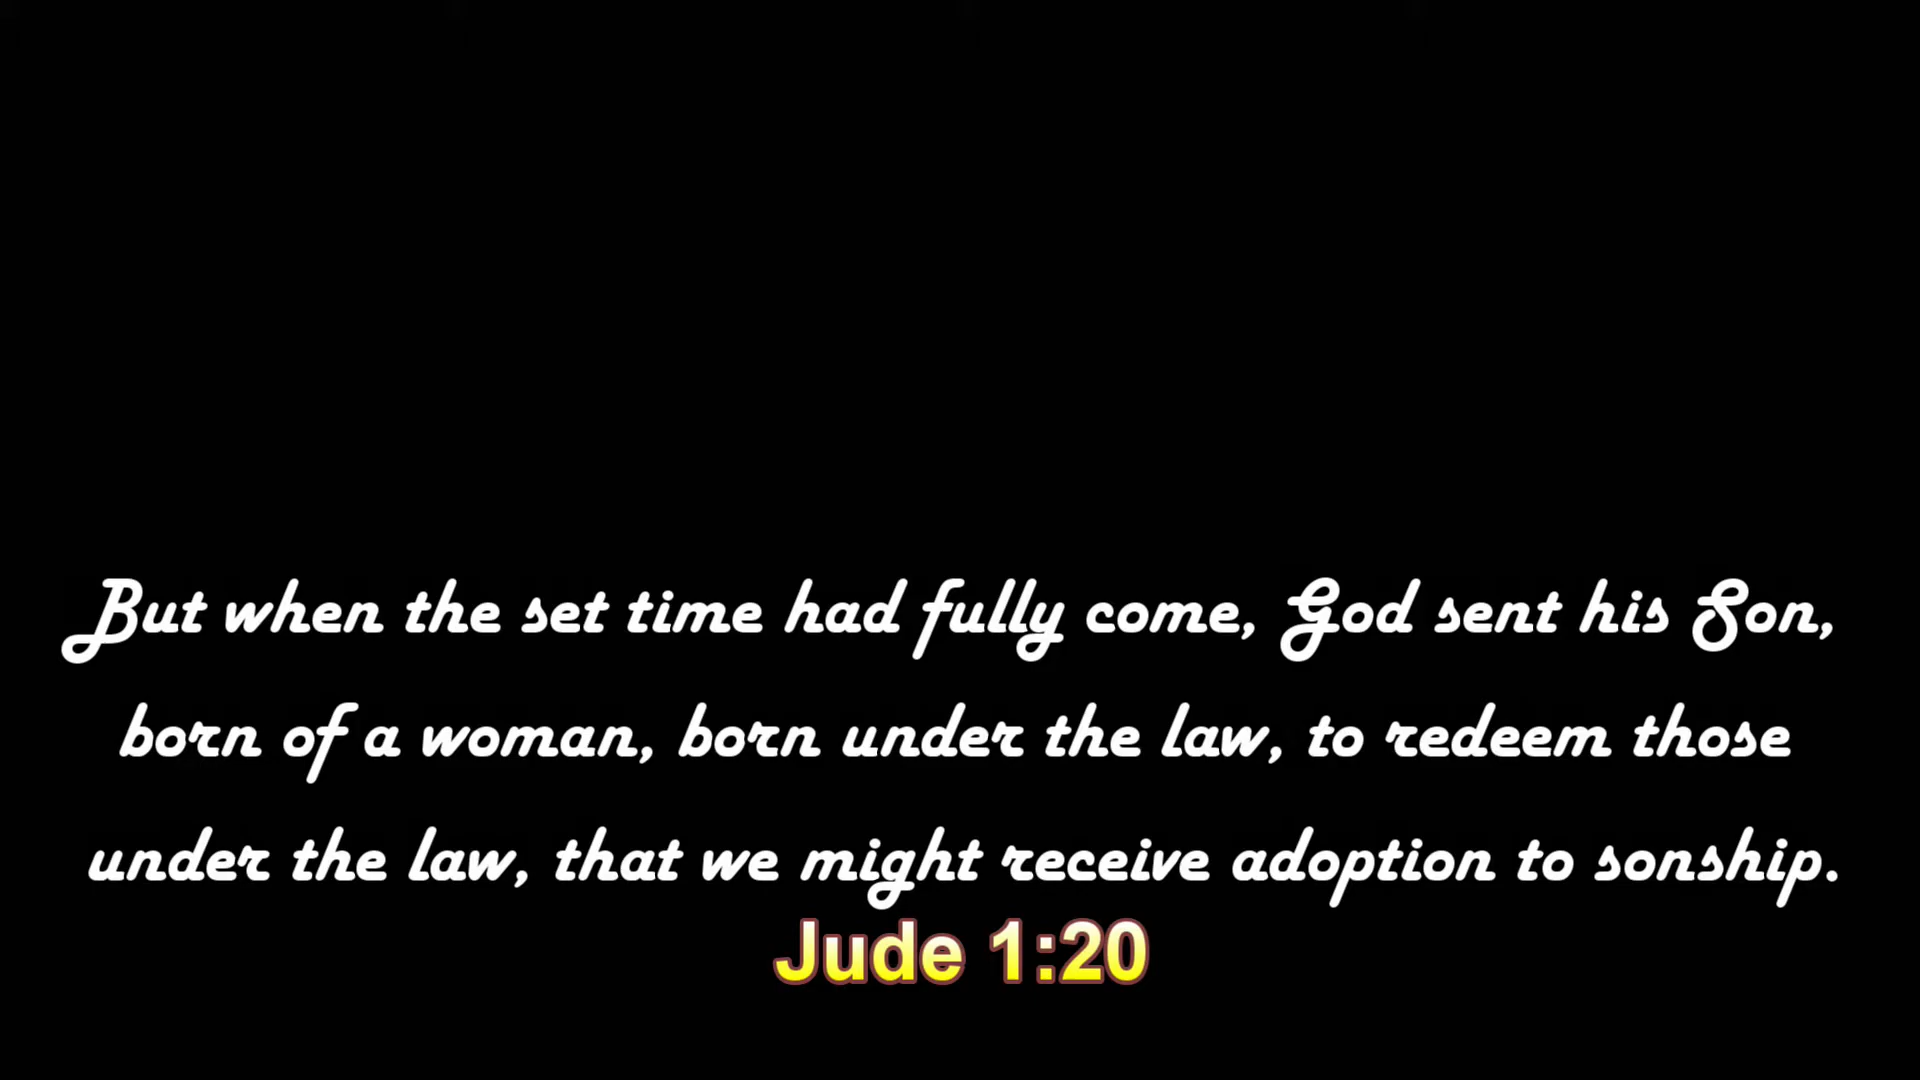 But when the set time had fully come, God sent his Son,
born of a woman, born under the law, to redeem those
under the law, that we might receive adoption to sonship.
Jude 1:20